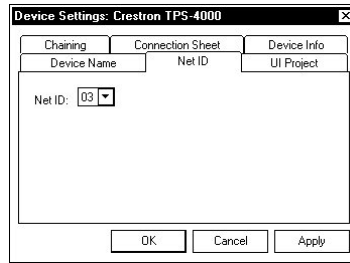 Device Settings: Crestron TPS-4000
Chaining Connection Sheet Device Info
Device Name Net ID UI Project
Net ID: 03
OK Cancel Apply